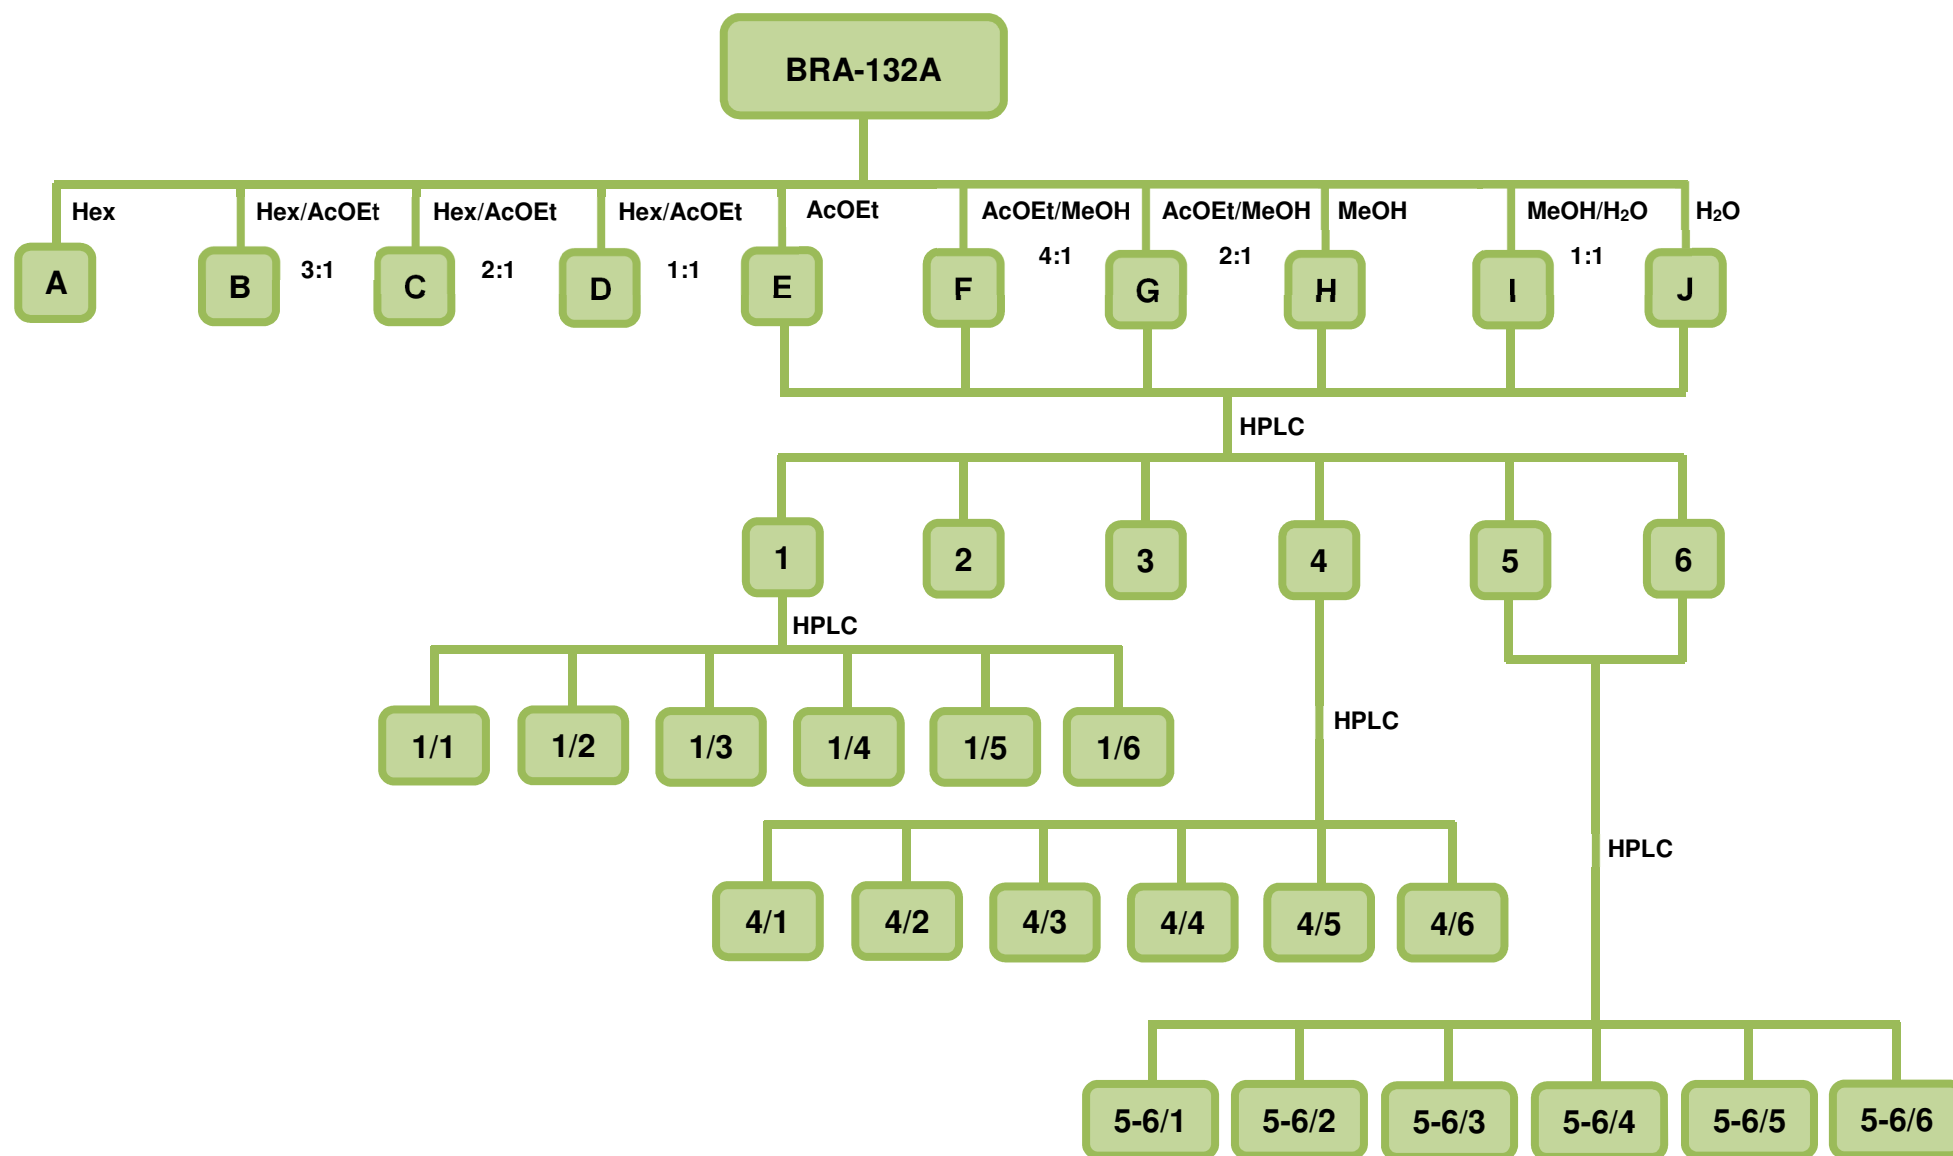 BRA-132A
Hex
Hex/AcOEt
Hex/AcOEt
Hex/AcOEt
AcOEt
AcOEt/MeOH
AcOEt/MeOH
MeOH
MeOH/H₂O
H₂O
3:1
2:1
1:1
4:1
2:1
1:1
A
B
C
D
E
F
G
H
I
J
HPLC
1
2
3
4
5
6
HPLC
1/1
1/2
1/3
1/4
1/5
1/6
HPLC
HPLC
4/1
4/2
4/3
4/4
4/5
4/6
5-6/1
5-6/2
5-6/3
5-6/4
5-6/5
5-6/6